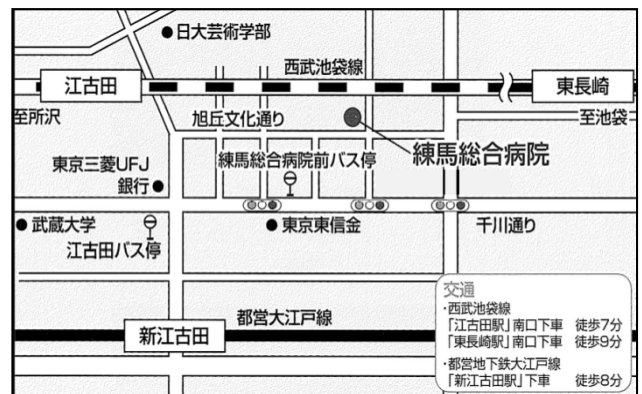 日大芸術学部
西武池袋線
江古田
東長崎
至所沢
旭丘文化通り
至池袋
練馬総合病院
練馬総合病院前バス停
東京三菱UFJ
銀行
武蔵大学
江古田バス停
東京東信金
千川通り
都営大江戸線
新江古田
交通
・西武池袋線
「江古田駅」南口下車 徒歩7分
「東長崎駅」南口下車 徒歩9分
・都営地下鉄大江戸線
「新江古田駅」下車 徒歩8分